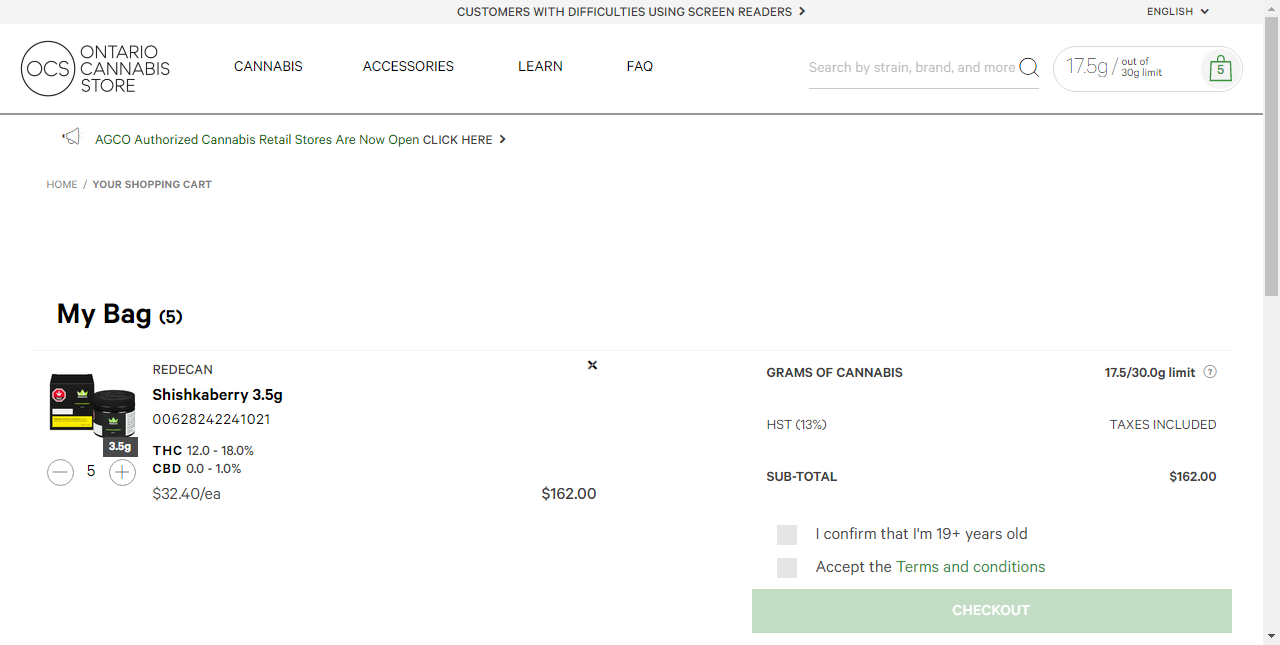 CUSTOMERS WITH DIFFICULTIES USING SCREEN READERS
ENGLISH
OCS ONTARIO CANNABIS STORE
CANNABIS
ACCESSORIES
LEARN
FAQ
Search by strain, brand, and more
17.5g / out of 30g limit
5
AGCO Authorized Cannabis Retail Stores Are Now Open CLICK HERE
HOME / YOUR SHOPPING CART
My Bag (5)
REDECAN
Shishkaberry 3.5g
00628242241021
3.5g
THC 12.0 - 18.0%
CBD 0.0 - 1.0%
5
$32.40/ea
$162.00
GRAMS OF CANNABIS
17.5/30.0g limit ?
HST (13%)
TAXES INCLUDED
SUB-TOTAL
$162.00
I confirm that I'm 19+ years old
Accept the Terms and conditions
CHECKOUT